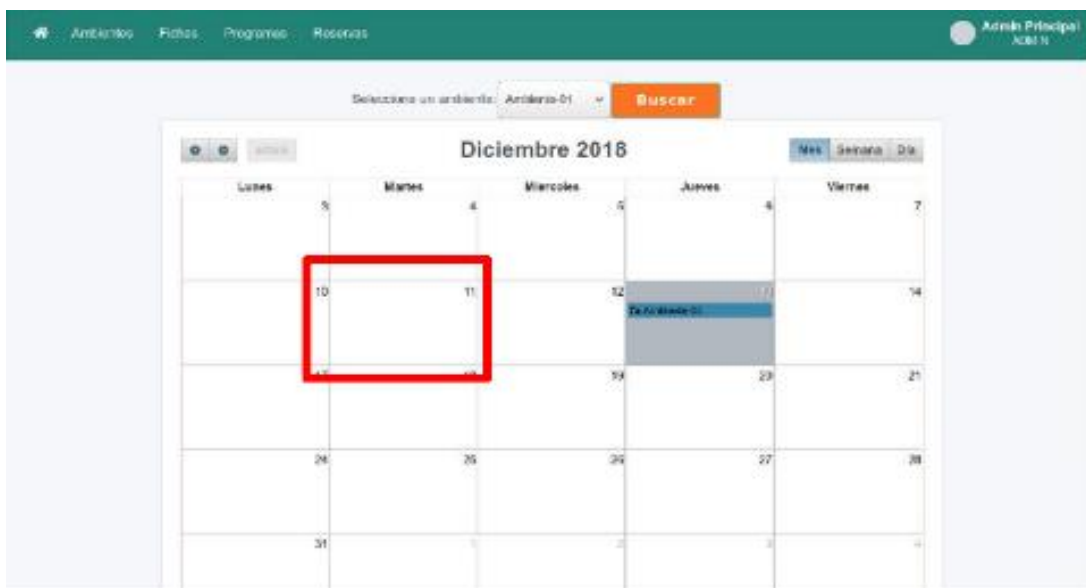 Ambientes Fichas Programas Reservas
Admin Principal
ADMIN
Seleccione un ambiente: Ambiente-01 Buscar
Diciembre 2018
Mes Semana Día
Lunes Martes Miercoles Jueves Viernes
3 4 5 6 7
10 11 12 13 14
17 18 19 20 21
24 25 26 27 28
31 1 2 3 4